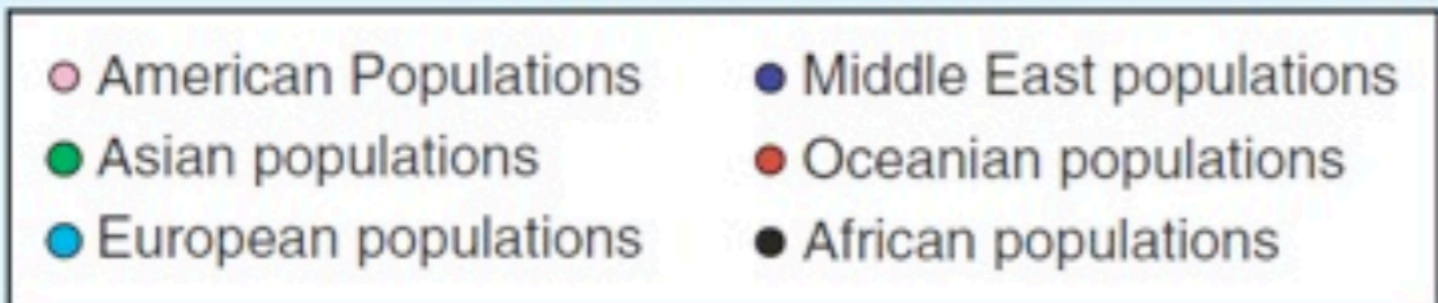 American Populations
Asian populations
European populations
Middle East populations
Oceanian populations
African populations